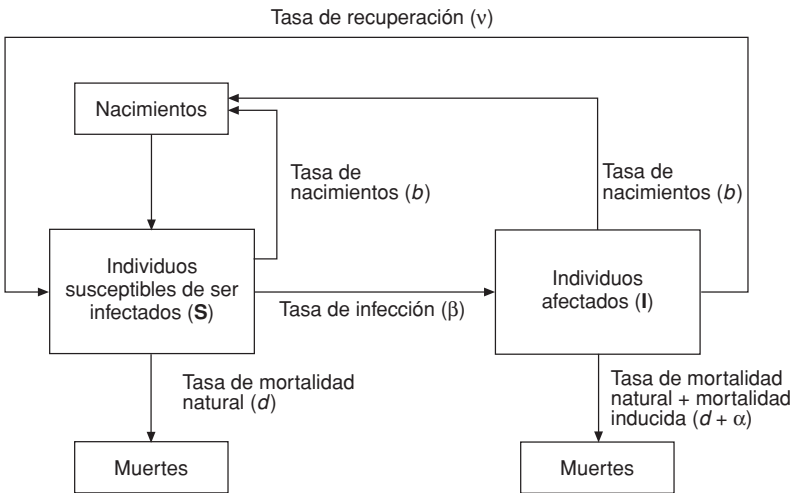 Tasa de recuperación (ν)
Nacimientos
Tasa de
nacimientos (b)
Tasa de
nacimientos (b)
Individuos
susceptibles de ser
infectados (S)
Tasa de infección (β)
Individuos
afectados (I)
Tasa de mortalidad
natural (d)
Tasa de mortalidad
natural + mortalidad
inducida (d + α)
Muertes
Muertes